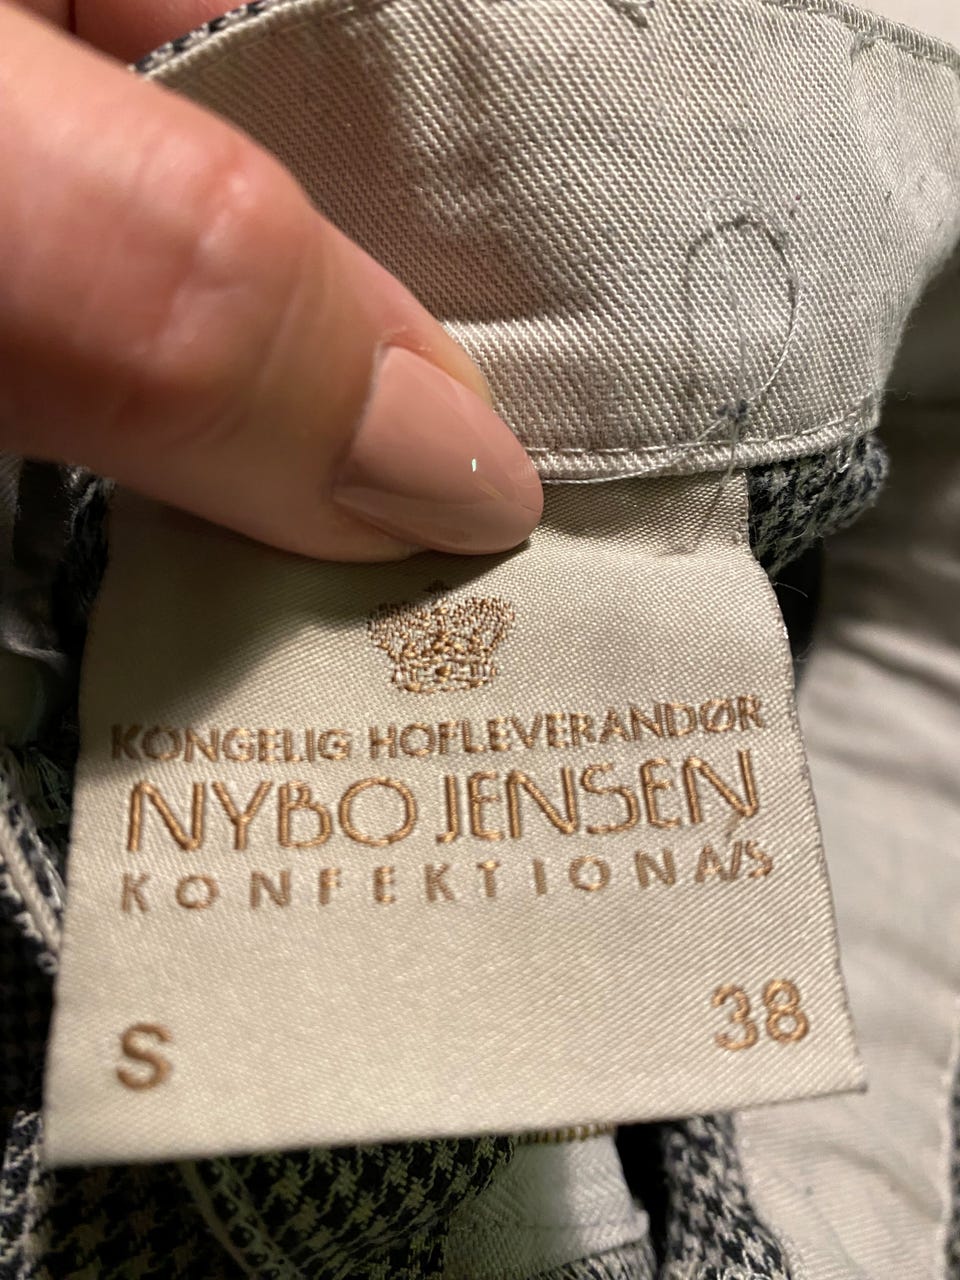 KONGELIG HOFLEVERANDØR
NYBO JENSEN
KONFEKTION A/S
S 38